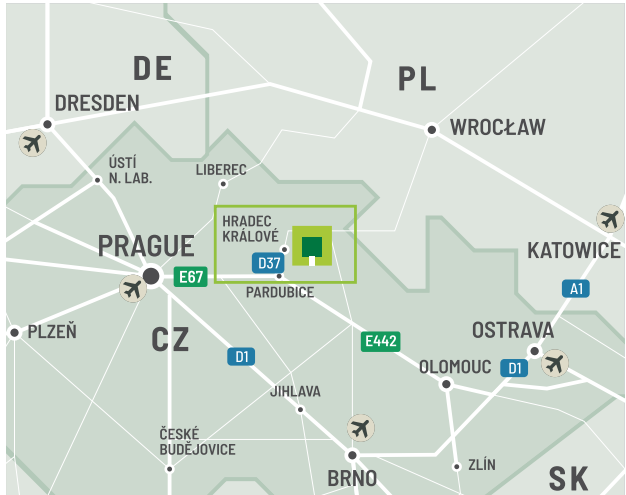 DE
PL
DRESDEN
WROCŁAW
ÚSTÍ
N. LAB.
LIBEREC
HRADEC
KRÁLOVÉ
PRAGUE
KATOWICE
D37
E67
A1
PARDUBICE
PLZEŇ
CZ
E442
OSTRAVA
D1
OLOMOUC
D1
JIHLAVA
ČESKÉ
BUDĚJOVICE
ZLÍN
BRNO
SK